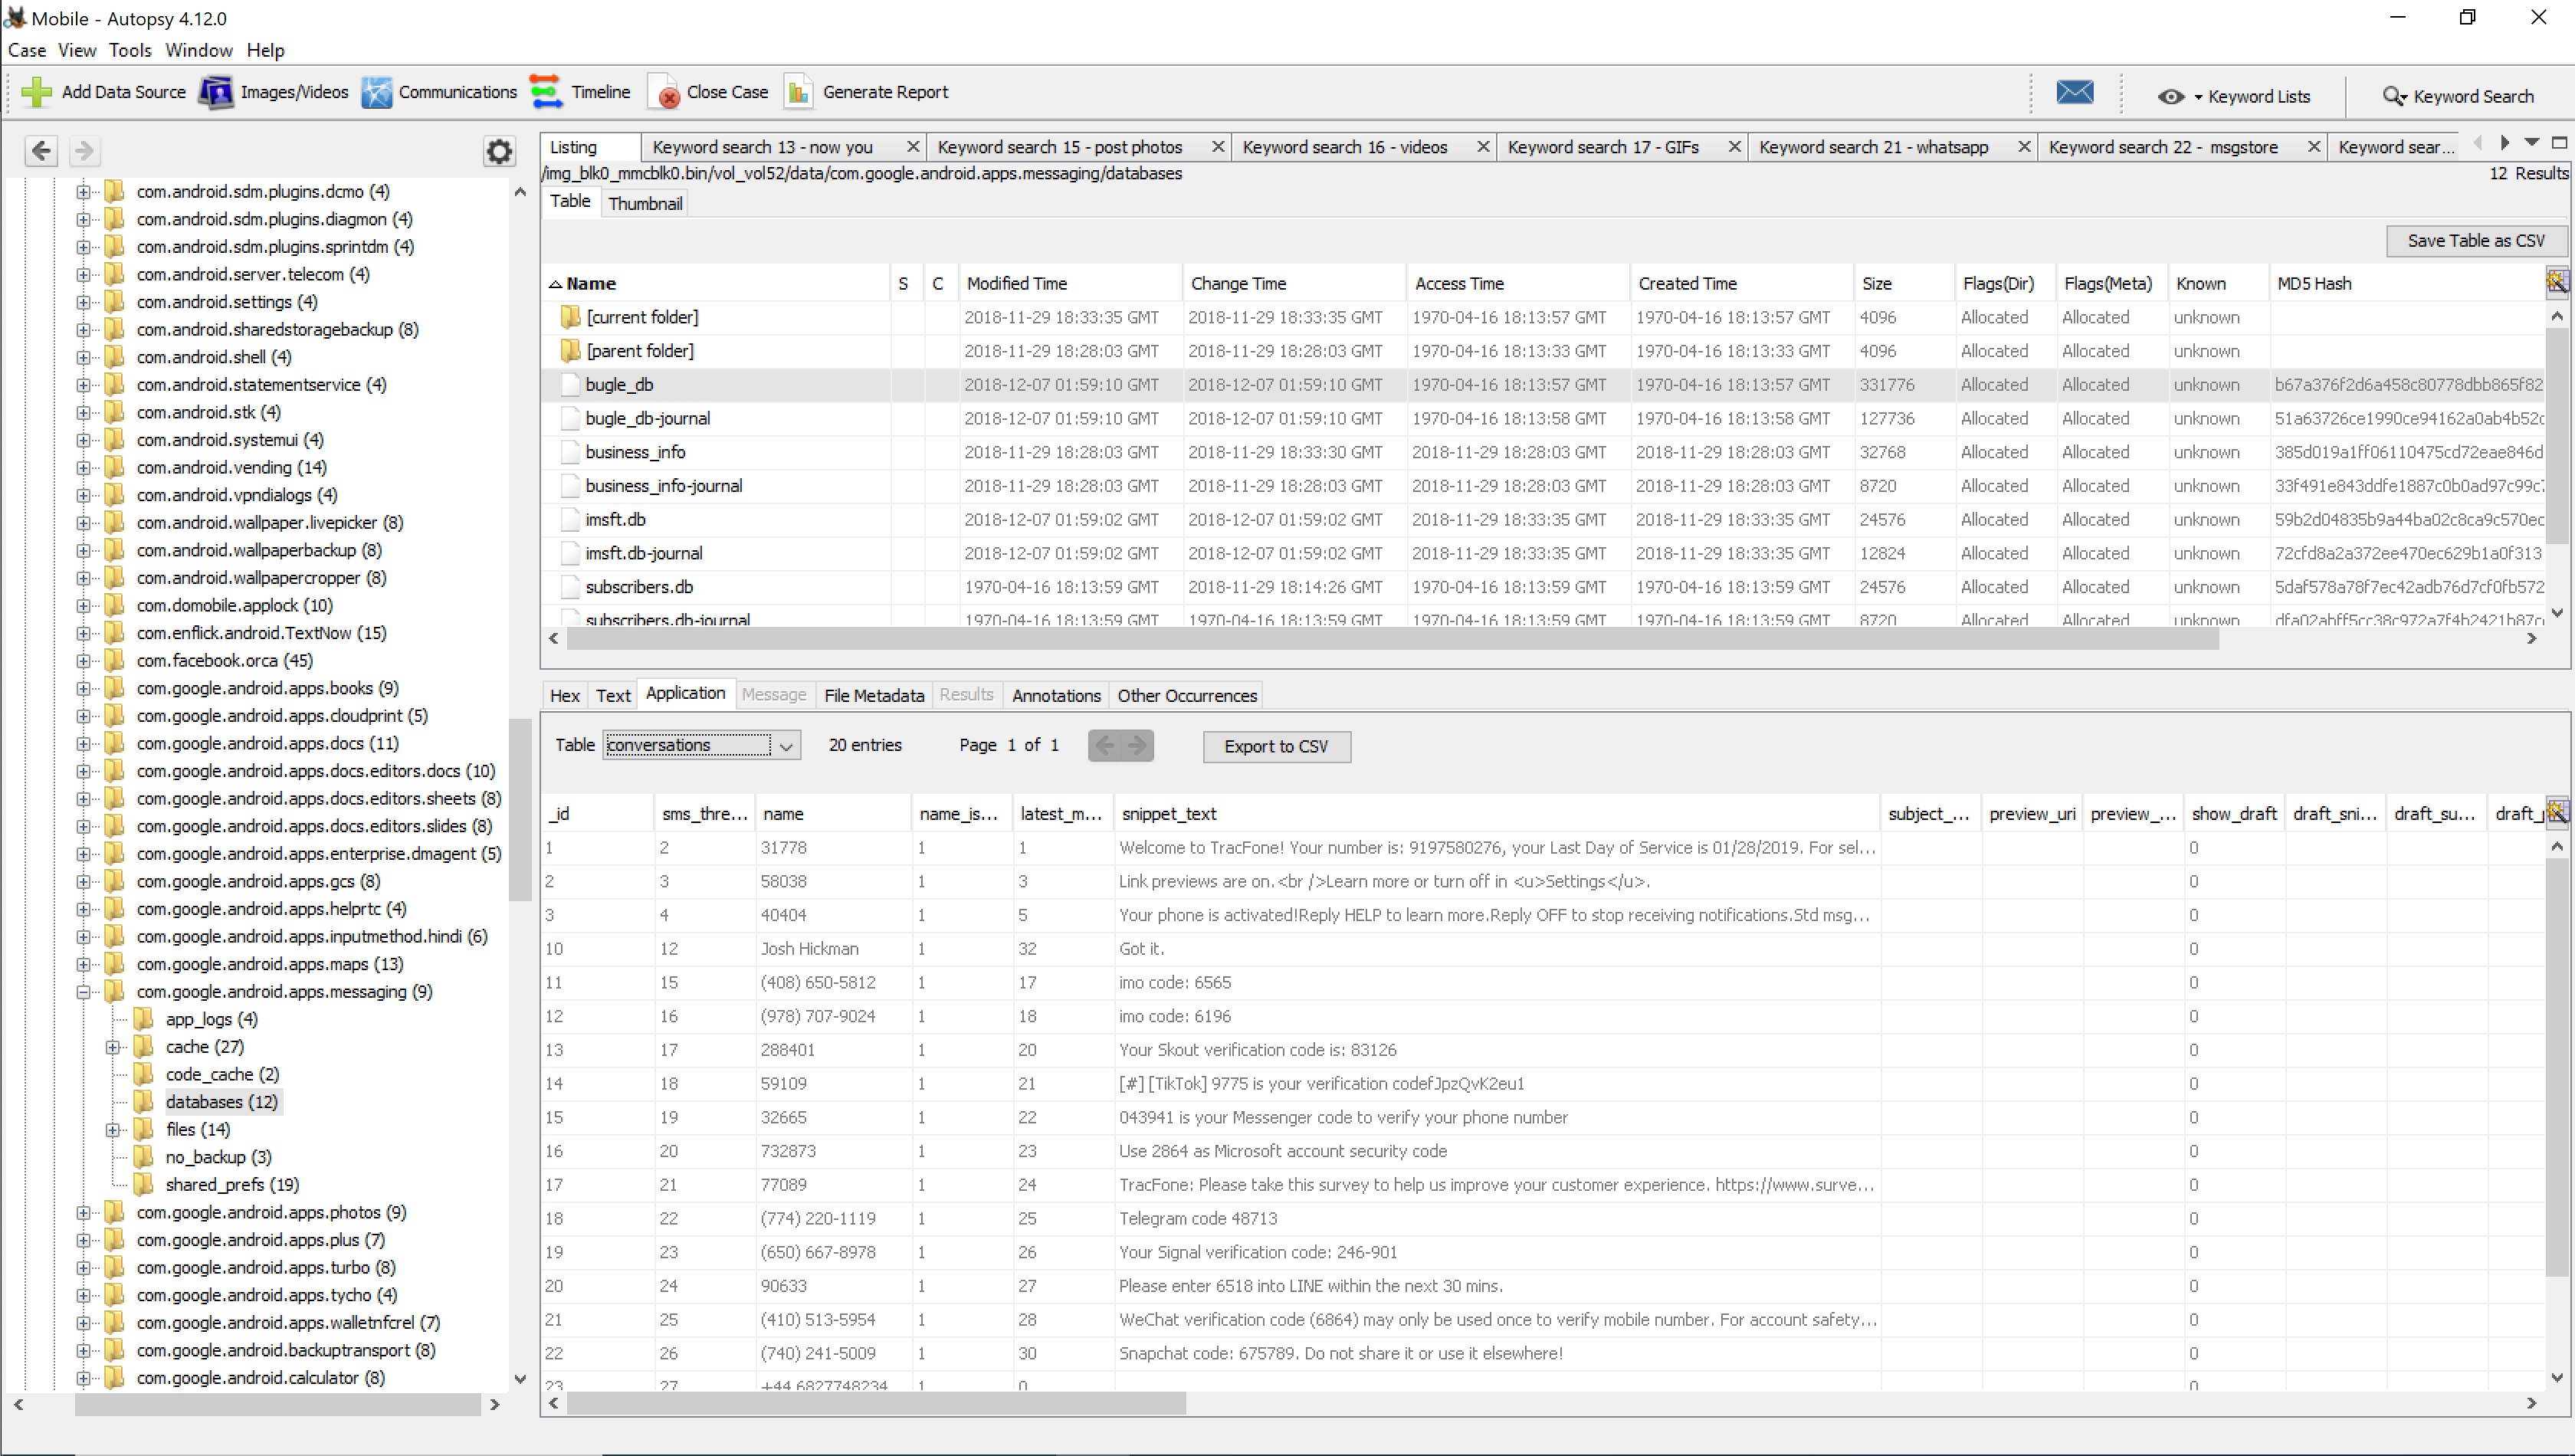 Mobile - Autopsy 4.12.0
Case View Tools Window Help
Add Data Source Images/Videos Communications Timeline Close Case Generate Report Keyword Lists Keyword Search
com.android.sdm.plugins.dcmo (4)
com.android.sdm.plugins.diagmon (4)
com.android.sdm.plugins.sprintdm (4)
com.android.server.telecom (4)
com.android.settings (4)
com.android.sharedstoragebackup (8)
com.android.shell (4)
com.android.statementservice (4)
com.android.stk (4)
com.android.systemui (4)
com.android.vending (14)
com.android.vpndialogs (4)
com.android.wallpaper.livepicker (8)
com.android.wallpaperbackup (8)
com.android.wallpapercropper (8)
com.domobile.applock (10)
com.enflick.android.TextNow (15)
com.facebook.orca (45)
com.google.android.apps.books (9)
com.google.android.apps.cloudprint (5)
com.google.android.apps.docs (11)
com.google.android.apps.docs.editors.docs (10)
com.google.android.apps.docs.editors.sheets (8)
com.google.android.apps.docs.editors.slides (8)
com.google.android.apps.enterprise.dmagent (5)
com.google.android.apps.gcs (8)
com.google.android.apps.helprtc (4)
com.google.android.apps.inputmethod.hindi (6)
com.google.android.apps.maps (13)
com.google.android.apps.messaging (9)
app_logs (4)
cache (27)
code_cache (2)
databases (12)
files (14)
no_backup (3)
shared_prefs (19)
com.google.android.apps.photos (9)
com.google.android.apps.plus (7)
com.google.android.apps.turbo (8)
com.google.android.apps.tycho (4)
com.google.android.apps.walletnfcrel (7)
com.google.android.backuptransport (8)
com.google.android.calculator (8)
Listing Keyword search 13 - now you Keyword search 15 - post photos Keyword search 16 - videos Keyword search 17 - GIFs Keyword search 21 - whatsapp Keyword search 22 - msgstore Keyword sear...
/img_blk0_mmcblk0.bin/vol_vol52/data/com.google.android.apps.messaging/databases 12 Results
Table Thumbnail
Save Table as CSV
Name S C Modified Time Change Time Access Time Created Time Size Flags(Dir) Flags(Meta) Known MD5 Hash
[current folder] 2018-11-29 18:33:35 GMT 2018-11-29 18:33:35 GMT 1970-04-16 18:13:57 GMT 1970-04-16 18:13:57 GMT 4096 Allocated Allocated unknown
[parent folder] 2018-11-29 18:28:03 GMT 2018-11-29 18:28:03 GMT 1970-04-16 18:13:33 GMT 1970-04-16 18:13:33 GMT 4096 Allocated Allocated unknown
bugle_db 2018-12-07 01:59:10 GMT 2018-12-07 01:59:10 GMT 1970-04-16 18:13:57 GMT 1970-04-16 18:13:57 GMT 331776 Allocated Allocated unknown b67a376f2d6a458c80778dbb865f82
bugle_db-journal 2018-12-07 01:59:10 GMT 2018-12-07 01:59:10 GMT 1970-04-16 18:13:58 GMT 1970-04-16 18:13:58 GMT 127736 Allocated Allocated unknown 51a63726ce1990ce94162a0ab4b52c
business_info 2018-11-29 18:28:03 GMT 2018-11-29 18:33:30 GMT 2018-11-29 18:28:03 GMT 2018-11-29 18:28:03 GMT 32768 Allocated Allocated unknown 385d019a1ff06110475cd72eae846d
business_info-journal 2018-11-29 18:28:03 GMT 2018-11-29 18:28:03 GMT 2018-11-29 18:28:03 GMT 2018-11-29 18:28:03 GMT 8720 Allocated Allocated unknown 33f491e843ddfe1887c0b0ad97c99c
imsft.db 2018-12-07 01:59:02 GMT 2018-12-07 01:59:02 GMT 2018-11-29 18:33:35 GMT 2018-11-29 18:33:35 GMT 24576 Allocated Allocated unknown 59b2d04835b9a44ba02c8ca9c570ec
imsft.db-journal 2018-12-07 01:59:02 GMT 2018-12-07 01:59:02 GMT 2018-11-29 18:33:35 GMT 2018-11-29 18:33:35 GMT 12824 Allocated Allocated unknown 72cfd8a2a372ee470ec629b1a0f313
subscribers.db 1970-04-16 18:13:59 GMT 2018-11-29 18:14:26 GMT 1970-04-16 18:13:59 GMT 1970-04-16 18:13:59 GMT 24576 Allocated Allocated unknown 5daf578a78f7ec42adb76d7cf0fb572
subscribers.db-journal 1970-04-16 18:13:59 GMT 1970-04-16 18:13:59 GMT 1970-04-16 18:13:59 GMT 1970-04-16 18:13:59 GMT 8720 Allocated Allocated unknown
Hex Text Application Message File Metadata Results Annotations Other Occurrences
Table conversations 20 entries Page 1 of 1 Export to CSV
_id sms_thre... name name_is... latest_m... snippet_text subject_... preview_uri preview_... show_draft draft_sni... draft_su...
1 2 31778 1 1 Welcome to TracFone! Your number is: 9197580276, your Last Day of Service is 01/28/2019. For sel... 0
2 3 58038 1 3 Link previews are on.<br />Learn more or turn off in <u>Settings</u>. 0
3 4 40404 1 5 Your phone is activated!Reply HELP to learn more.Reply OFF to stop receiving notifications.Std msg... 0
10 12 Josh Hickman 1 32 Got it. 0
11 15 (408) 650-5812 1 17 imo code: 6565 0
12 16 (978) 707-9024 1 18 imo code: 6196 0
13 17 288401 1 20 Your Skout verification code is: 83126 0
14 18 59109 1 21 [#] [TikTok] 9775 is your verification codefJpzQvK2eu1 0
15 19 32665 1 22 043941 is your Messenger code to verify your phone number 0
16 20 732873 1 23 Use 2864 as Microsoft account security code 0
17 21 77089 1 24 TracFone: Please take this survey to help us improve your customer experience. https://www.surve... 0
18 22 (774) 220-1119 1 25 Telegram code 48713 0
19 23 (650) 667-8978 1 26 Your Signal verification code: 246-901 0
20 24 90633 1 27 Please enter 6518 into LINE within the next 30 mins. 0
21 25 (410) 513-5954 1 28 WeChat verification code (6864) may only be used once to verify mobile number. For account safety... 0
22 26 (740) 241-5009 1 30 Snapchat code: 675789. Do not share it or use it elsewhere! 0
23 27 +44 6827748234 1 0 0